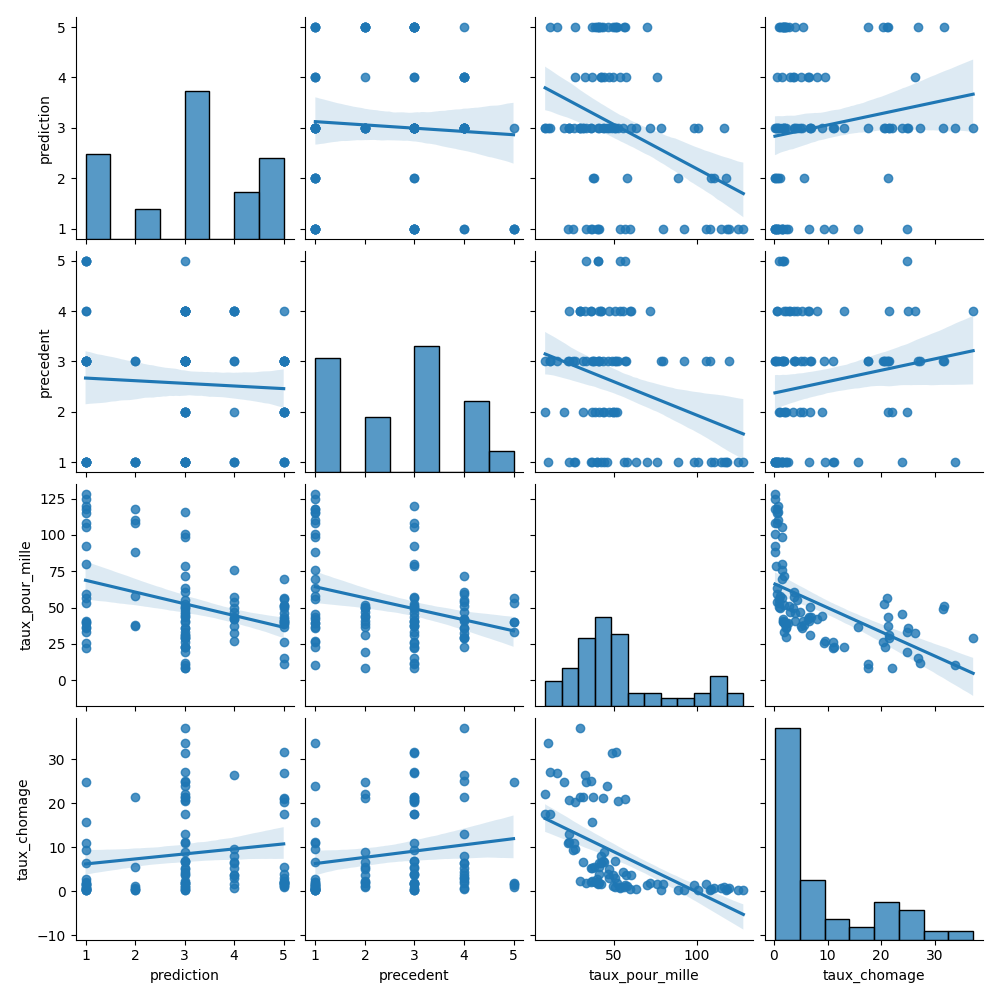 5
4
3
2
1
prediction
5
4
3
2
1
precedent
125
100
75
50
25
0
taux_pour_mille
30
20
10
0
−10
taux_chomage
1 2 3 4 5
prediction
1 2 3 4 5
precedent
50 100
taux_pour_mille
0 10 20 30
taux_chomage